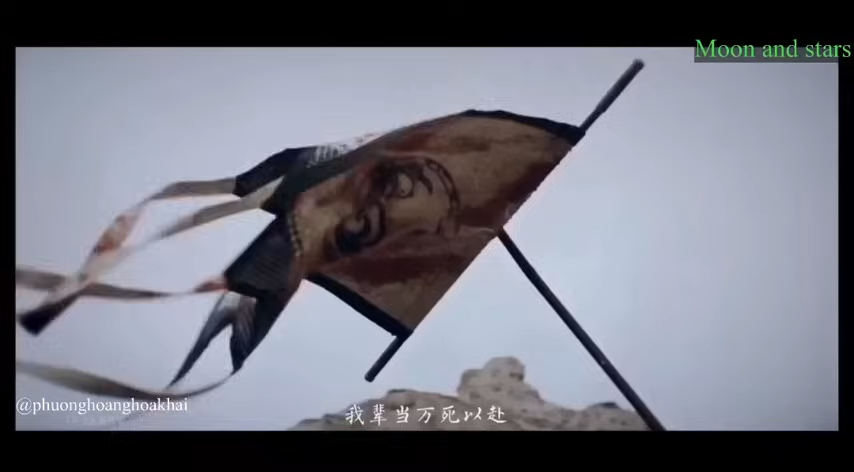 Moon and stars
@phuonghoanghoakhai
我辈当万死以赴